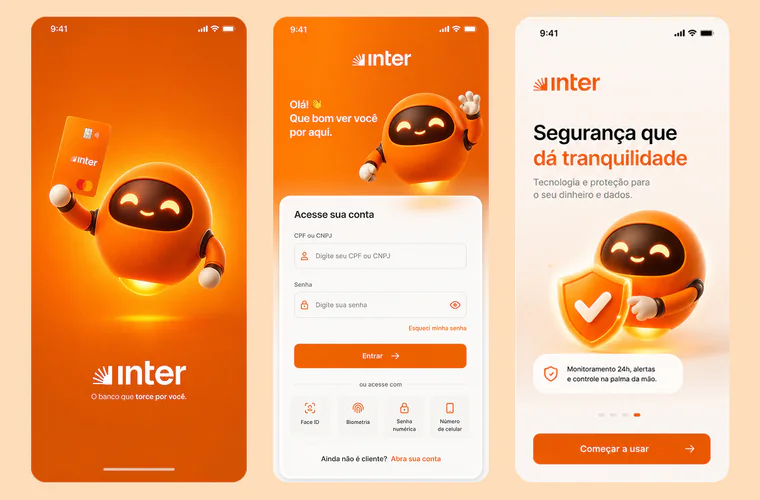 9:41
inter
inter
O banco que torce por você.
9:41
inter
Olá! 👋
Que bom ver você
por aqui.
Acesse sua conta
CPF ou CNPJ
Digite seu CPF ou CNPJ
Senha
Digite sua senha
Esqueci minha senha
Entrar →
ou acesse com
Face ID
Biometria
Senha
numérica
Número
de celular
Ainda não é cliente? Abra sua conta
9:41
inter
Segurança que
dá tranquilidade
Tecnologia e proteção para
o seu dinheiro e dados.
Monitoramento 24h, alertas
e controle na palma da mão.
Começar a usar →